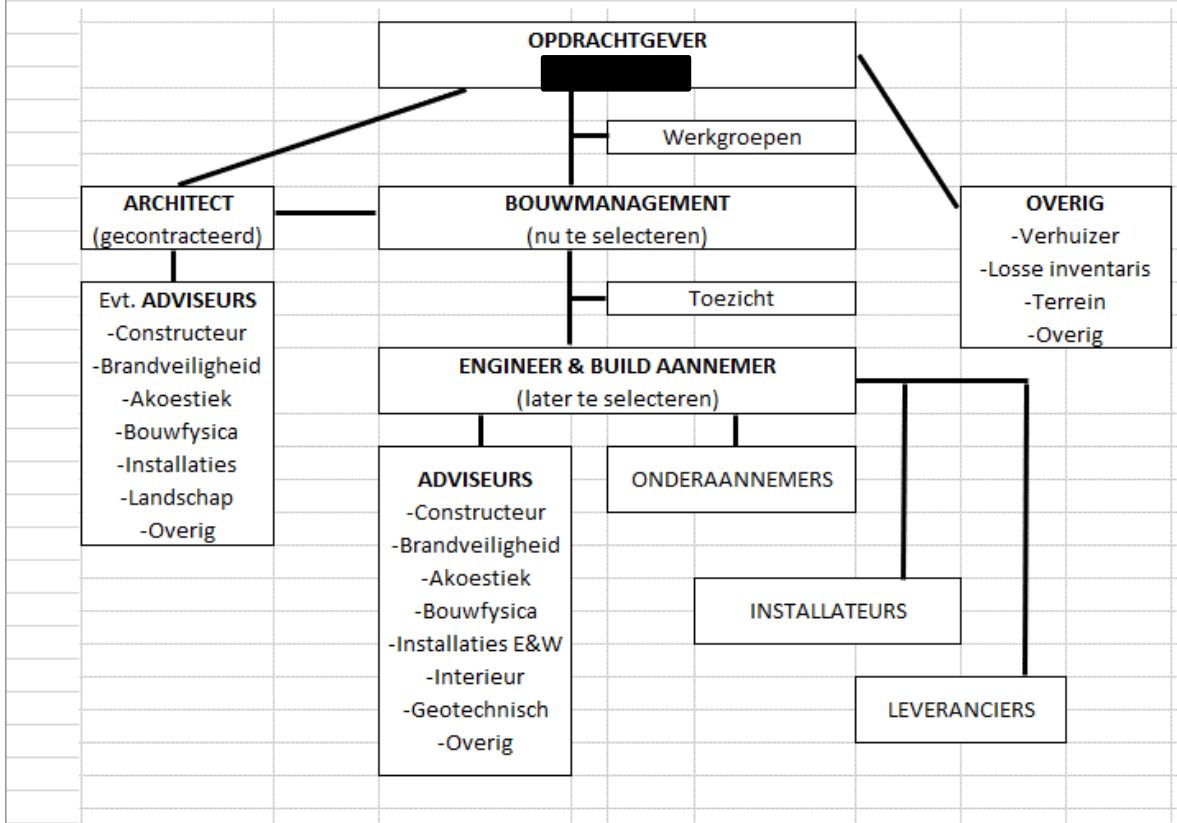 OPDRACHTGEVER
Werkgroepen
ARCHITECT
(gecontracteerd)
BOUWMANAGEMENT
(nu te selecteren)
OVERIG
-Verhuizer
-Losse inventaris
-Terrein
-Overig
Evt. ADVISEURS
-Constructeur
-Brandveiligheid
-Akoestiek
-Bouwfysica
-Installaties
-Landschap
-Overig
Toezicht
ENGINEER & BUILD AANNEMER
(later te selecteren)
ADVISEURS
-Constructeur
-Brandveiligheid
-Akoestiek
-Bouwfysica
-Installaties E&W
-Interieur
-Geotechnisch
-Overig
ONDERAANNEMERS
INSTALLATEURS
LEVERANCIERS